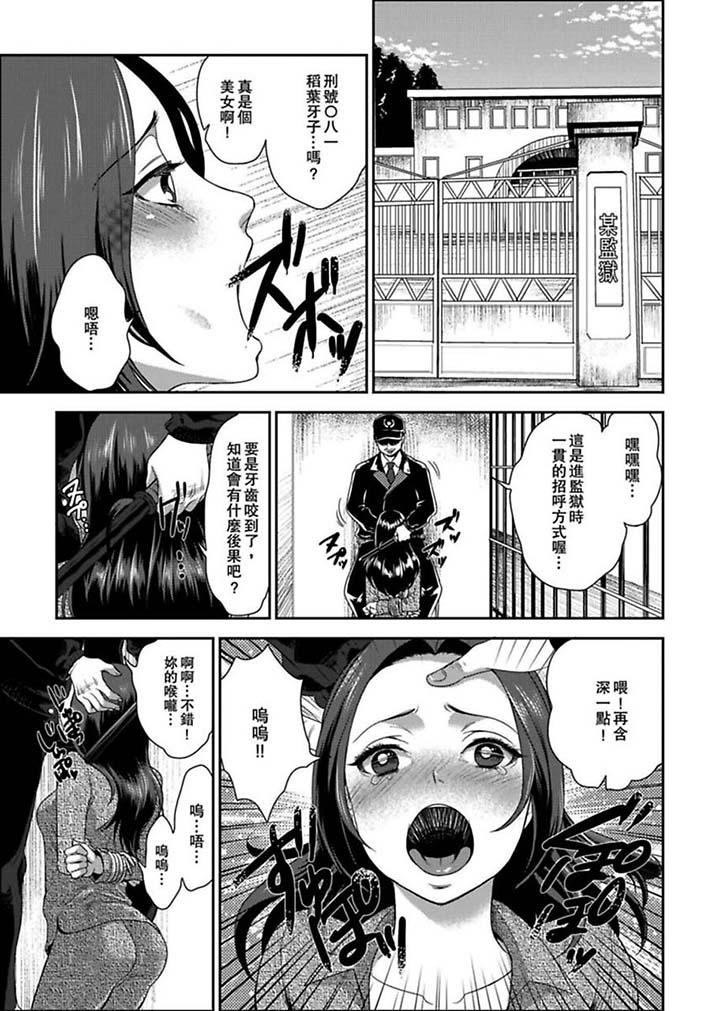 某監獄
刑號〇八一
稻葉牙子…嗎？
真是個
美女啊！
ズボッ
ズ
嗯唔…
嘿嘿嘿…
這是進監獄時
一貫的招呼方式喔…
ヌプッ
要是牙齒咬到了，
知道會有什麼後果吧？
喂！再含
深一點！
嗚嗚!!
啊啊…不錯！
妳的喉嚨…
嗚…唔…
嗚嗚…